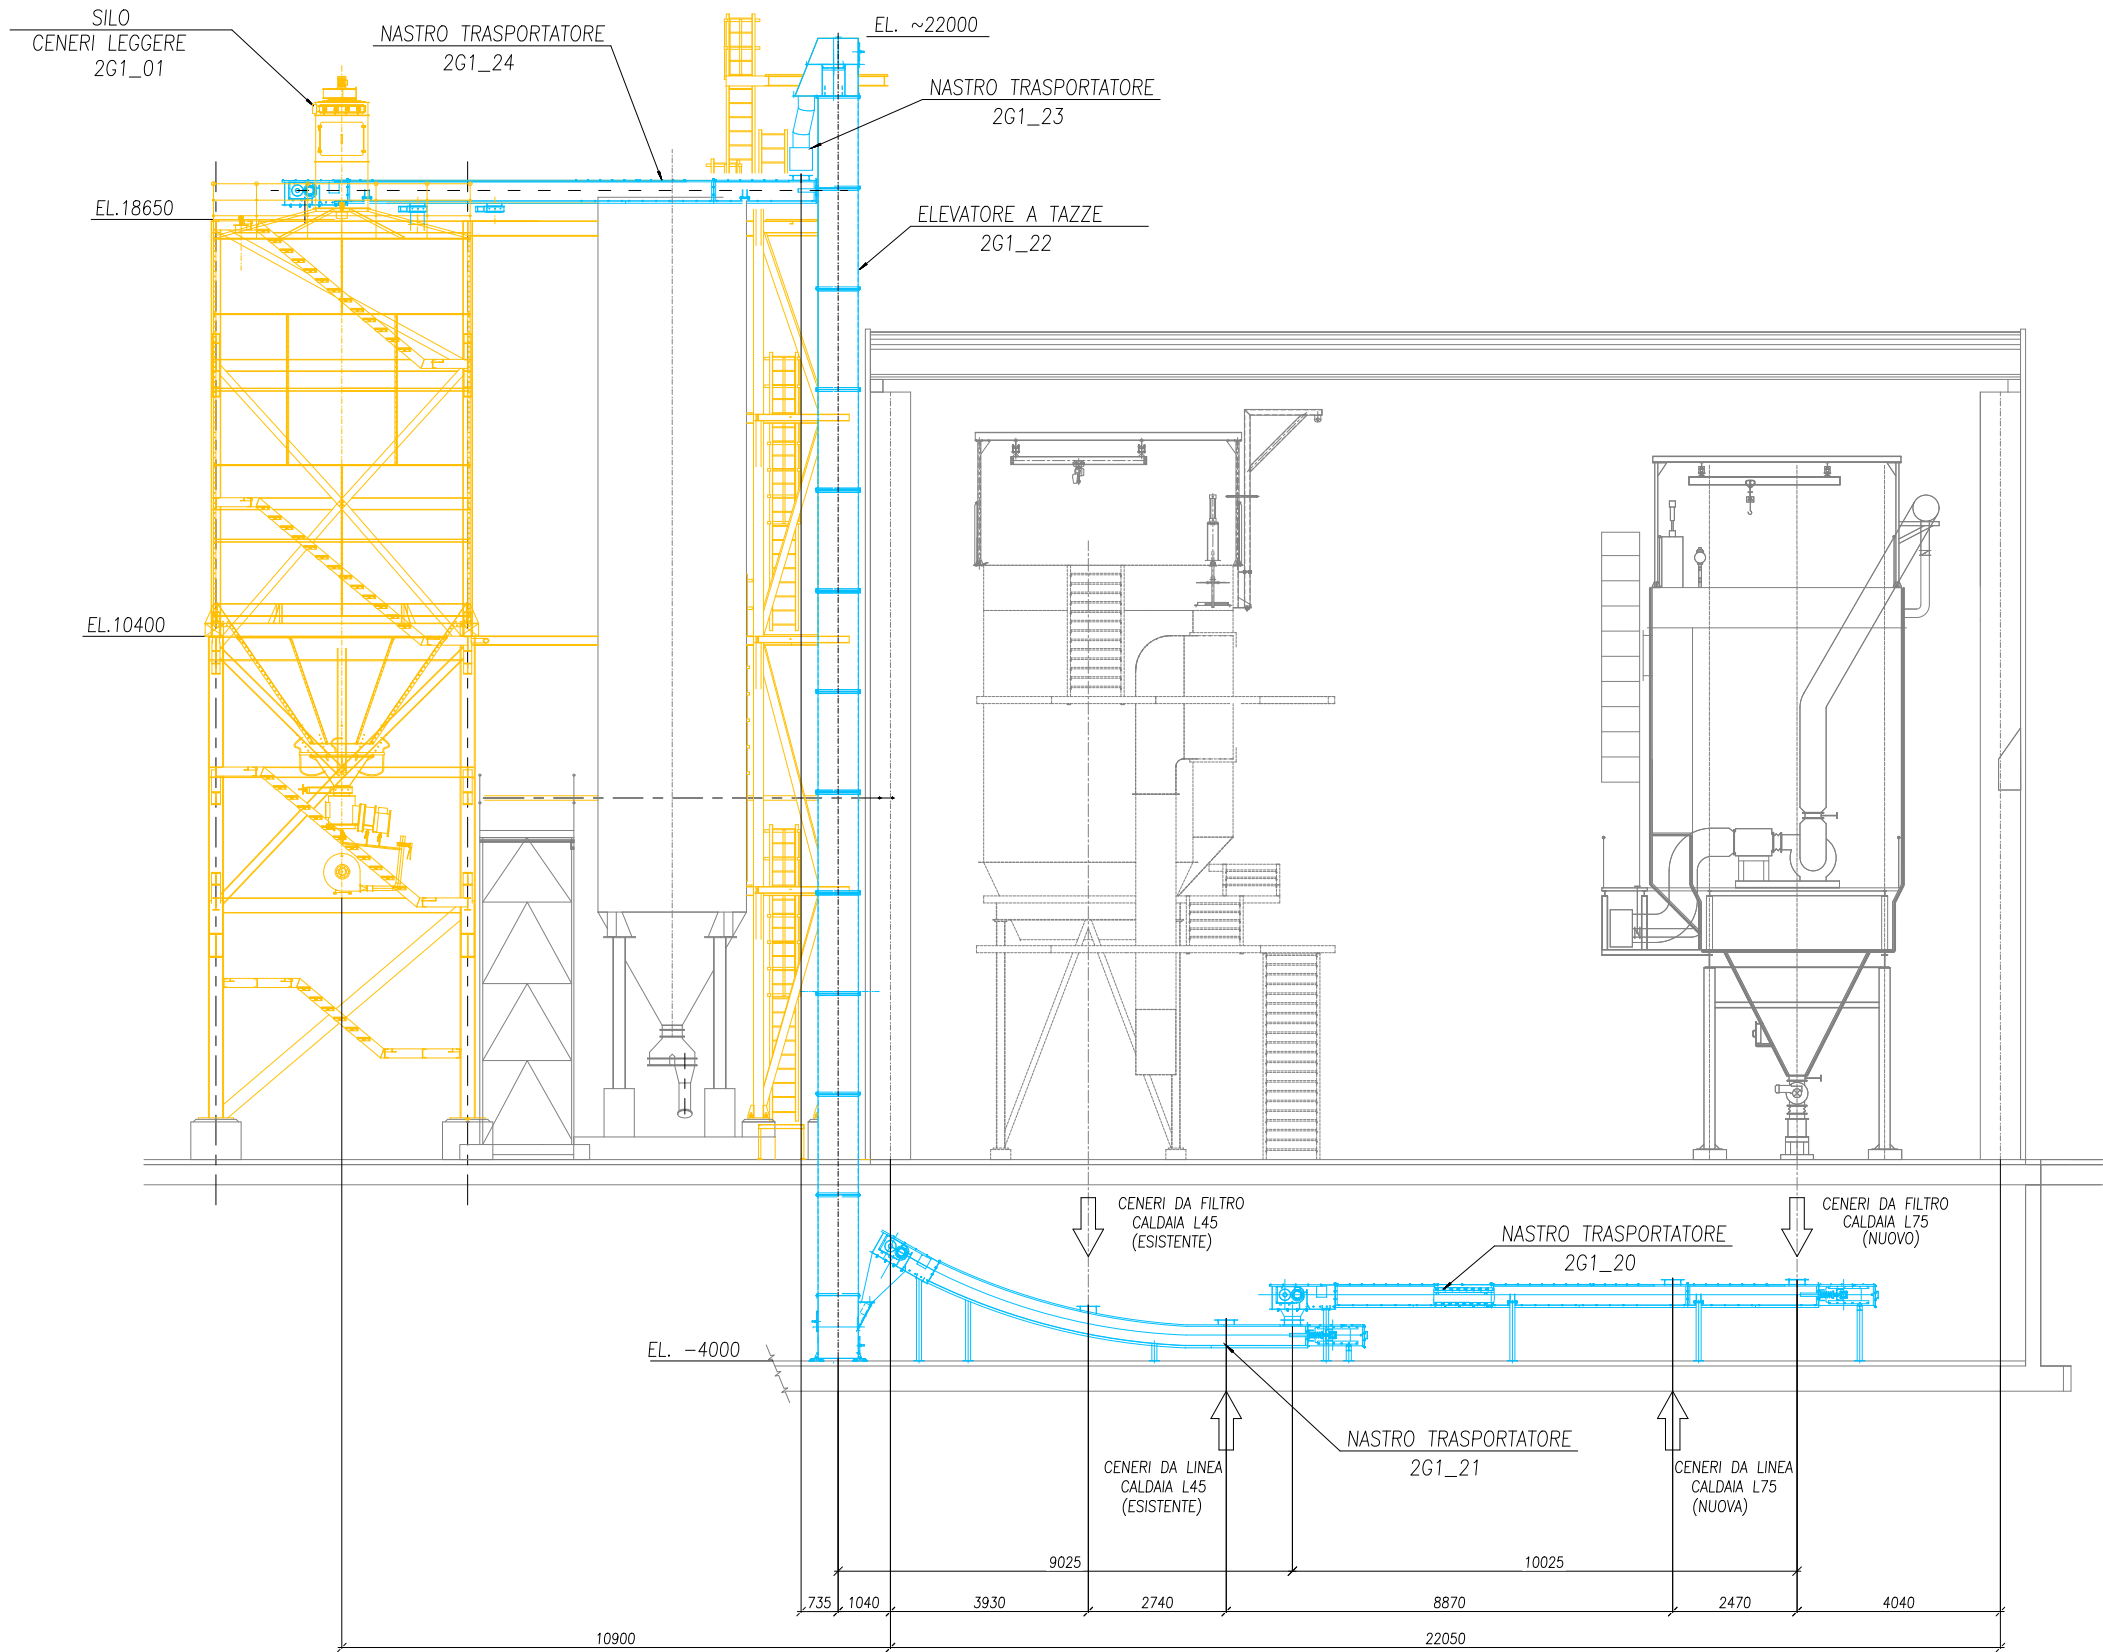 SILO
CENERI LEGGERE
2G1_01
NASTRO TRASPORTATORE
2G1_24
EL. ~22000
NASTRO TRASPORTATORE
2G1_23
EL.18650
ELEVATORE A TAZZE
2G1_22
EL.10400
CENERI DA FILTRO
CALDAIA L45
(ESISTENTE)
CENERI DA FILTRO
CALDAIA L75
(NUOVO)
NASTRO TRASPORTATORE
2G1_20
EL. -4000
NASTRO TRASPORTATORE
2G1_21
CENERI DA LINEA
CALDAIA L45
(ESISTENTE)
CENERI DA LINEA
CALDAIA L75
(NUOVA)
9025
10025
735
1040
3930
2740
8870
2470
4040
10900
22050